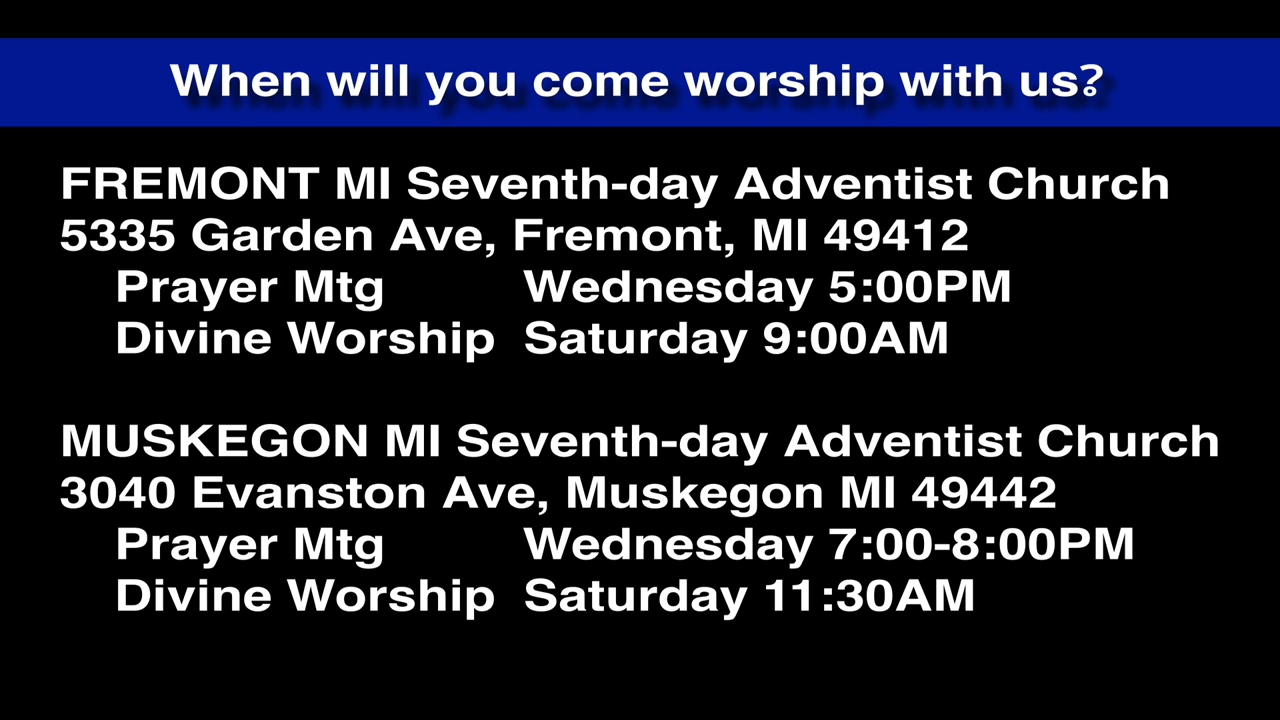 When will you come worship with us?
FREMONT MI Seventh-day Adventist Church
5335 Garden Ave, Fremont, MI 49412
Prayer Mtg Wednesday 5:00PM
Divine Worship Saturday 9:00AM
MUSKEGON MI Seventh-day Adventist Church
3040 Evanston Ave, Muskegon MI 49442
Prayer Mtg Wednesday 7:00-8:00PM
Divine Worship Saturday 11:30AM